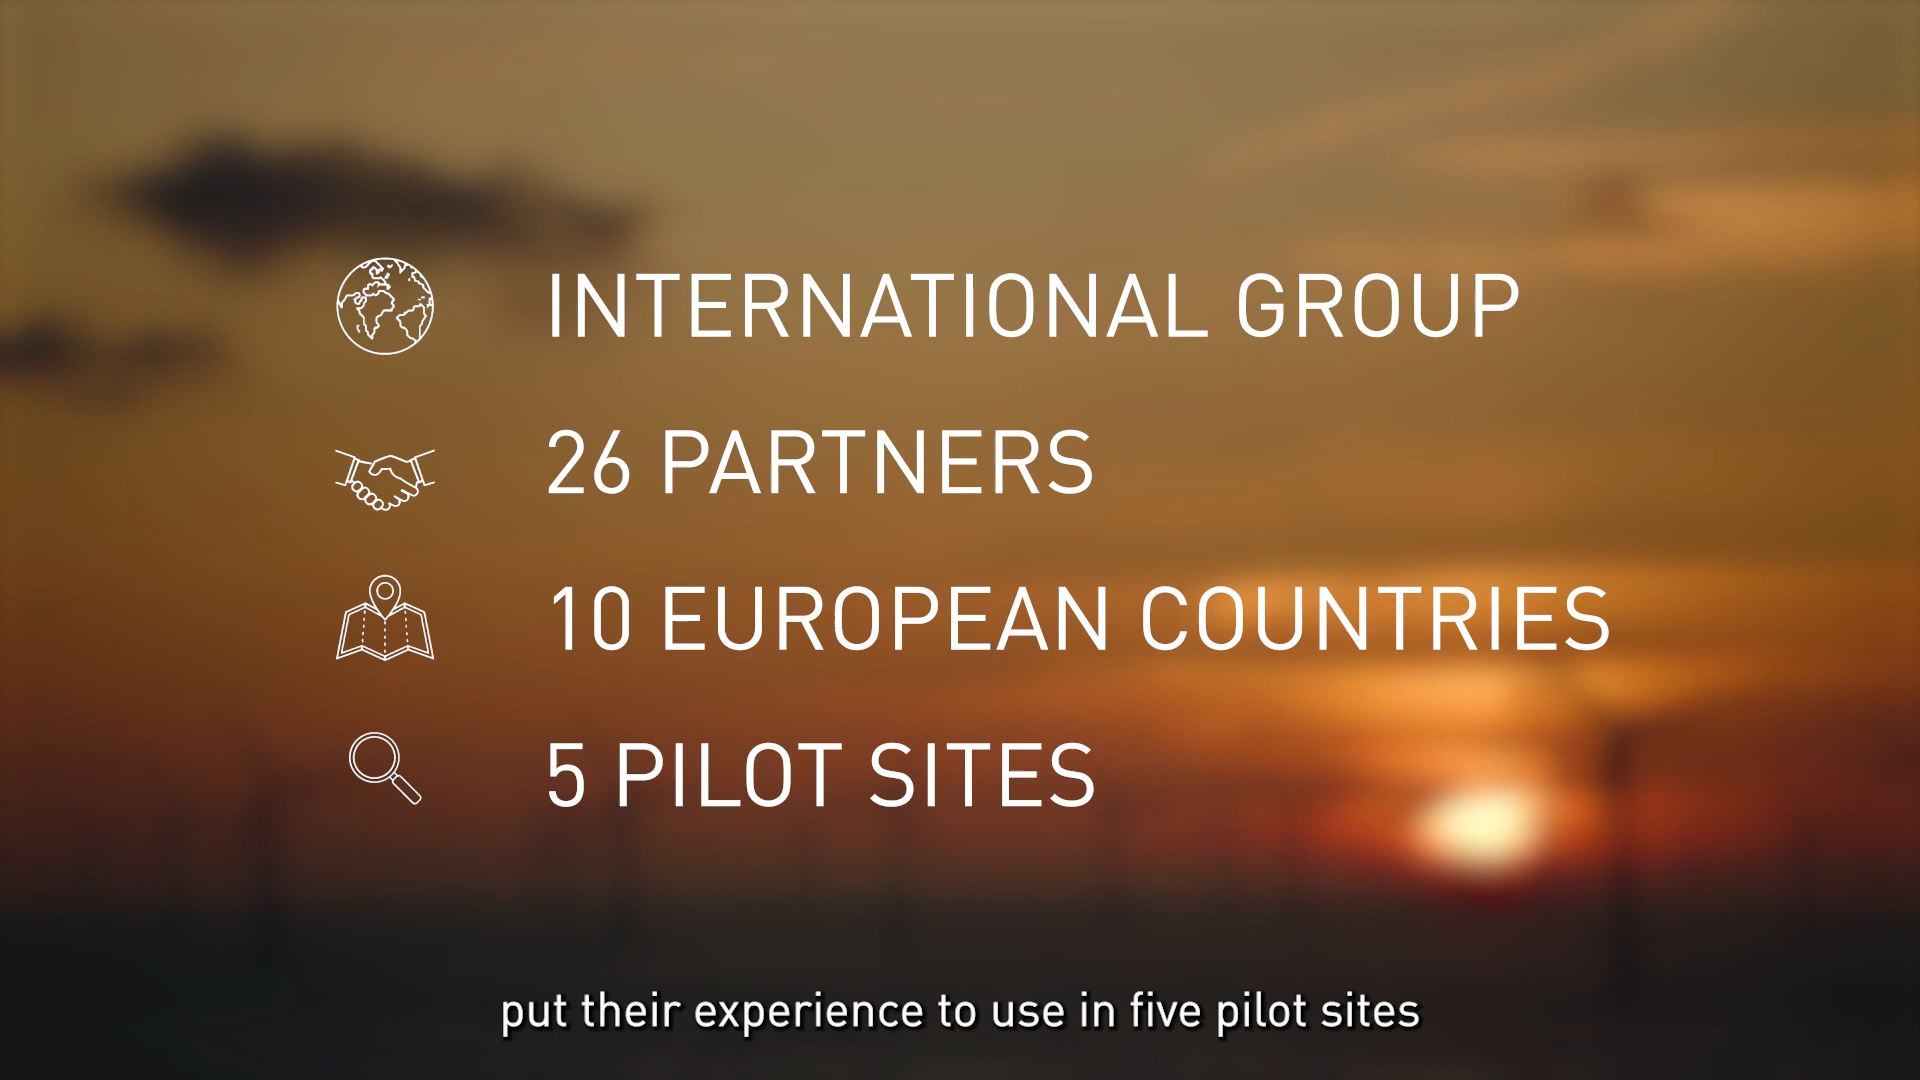 INTERNATIONAL GROUP
26 PARTNERS
10 EUROPEAN COUNTRIES
5 PILOT SITES
put their experience to use in five pilot sites